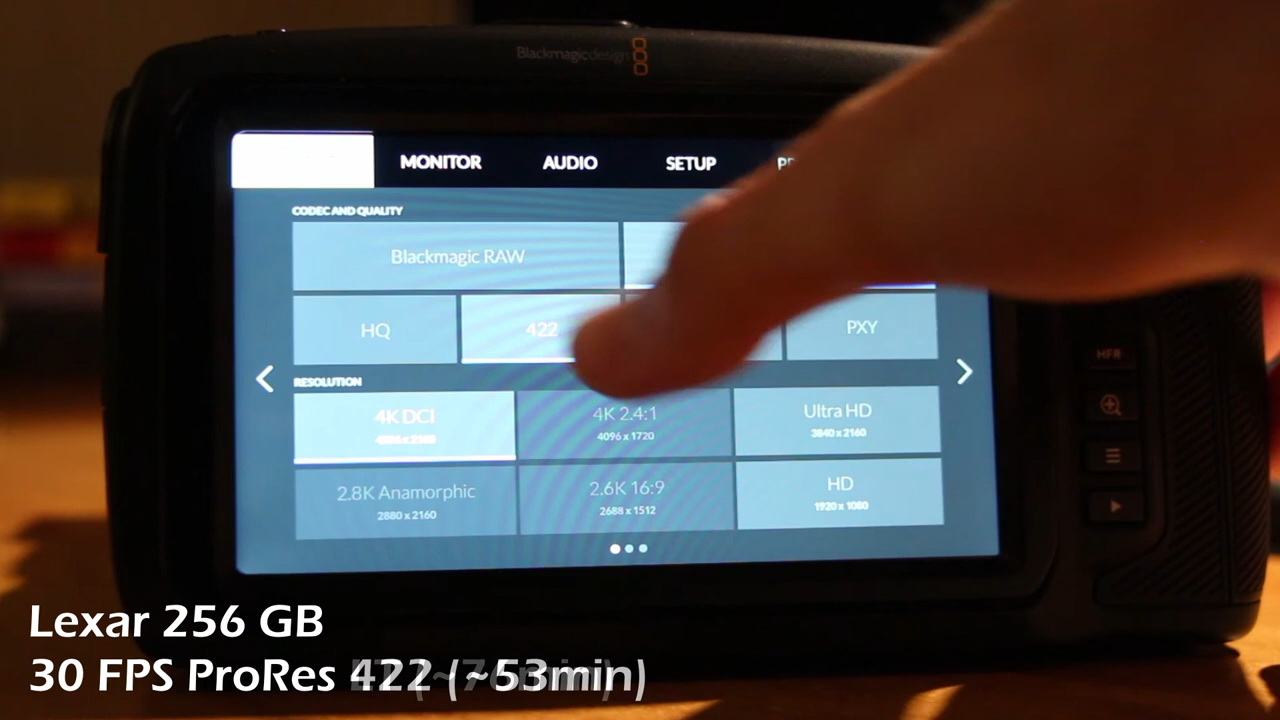 Blackmagicdesign
MONITOR AUDIO SETUP
CODEC AND QUALITY
Blackmagic RAW
HQ 422 PXY
RESOLUTION
4K DCI 4K 2.4:1 Ultra HD
4096 x 1720 3840 x 2160
2.8K Anamorphic 2.6K 16:9 HD
2880 x 2160 2688 x 1512 1920 x 1080
HFR
Lexar 256 GB
30 FPS ProRes 422 (~53min)